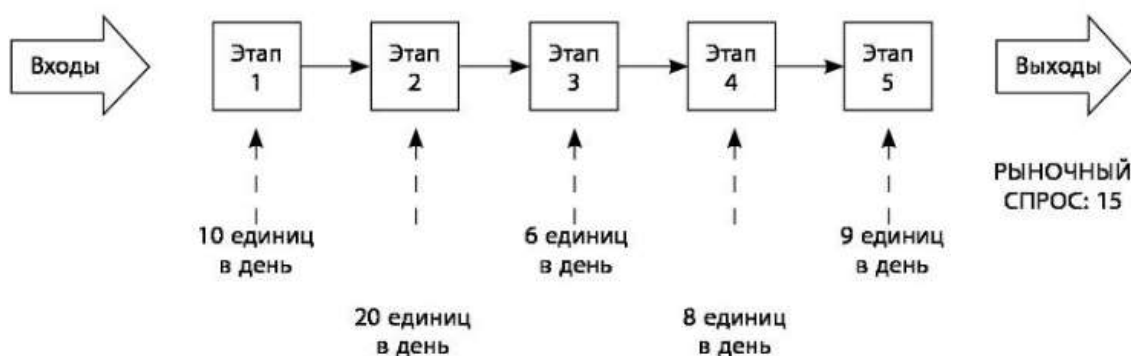 Входы
Этап
1
Этап
2
Этап
3
Этап
4
Этап
5
Выходы
РЫНОЧНЫЙ
СПРОС: 15
10 единиц
в день
6 единиц
в день
9 единиц
в день
20 единиц
в день
8 единиц
в день